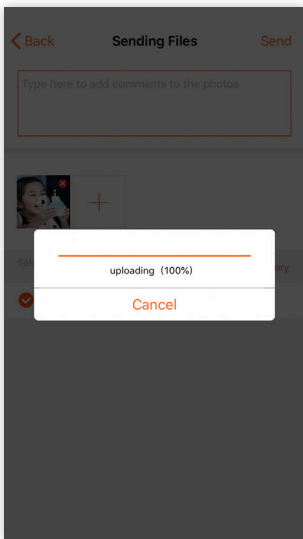 Back
Sending Files
Send
Type here to add comments to the photos
uploading (100%)
Cancel